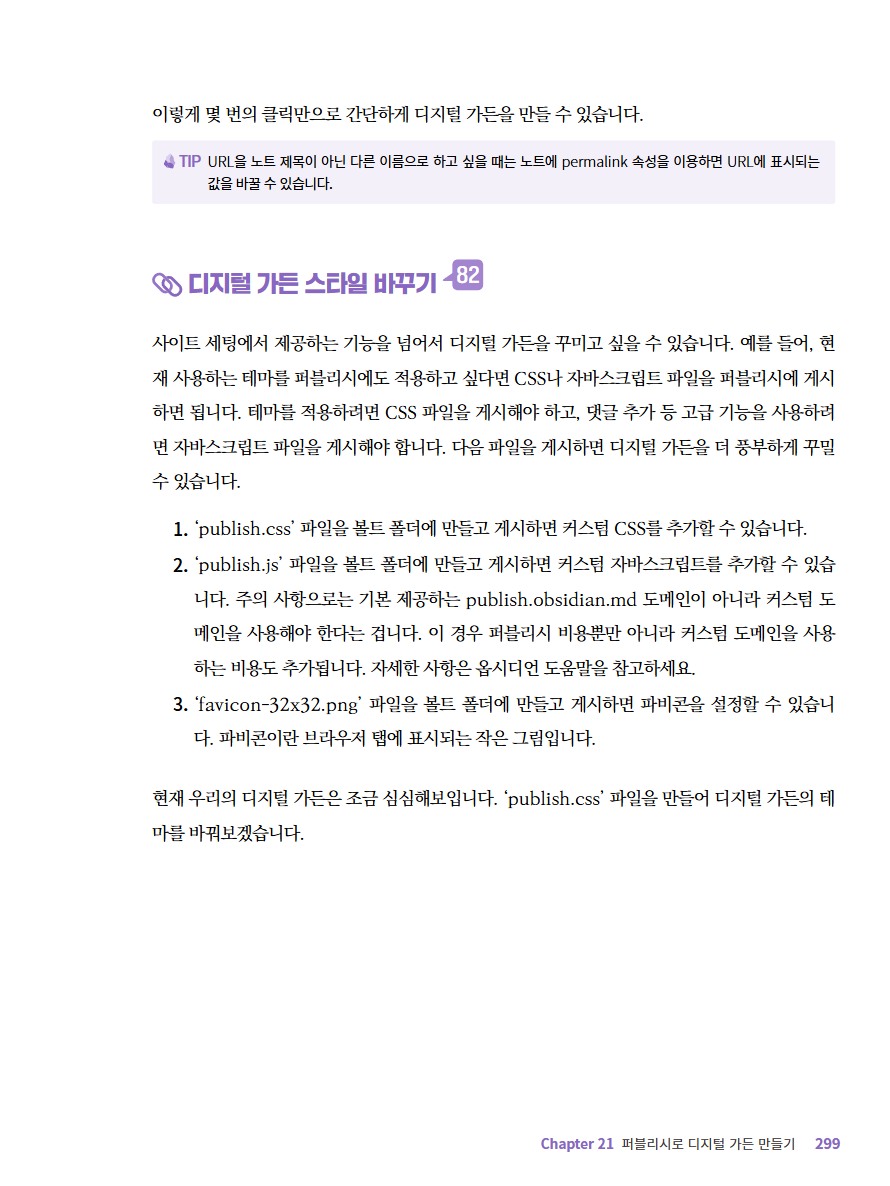 이렇게 몇 번의 클릭만으로 간단하게 디지털 가든을 만들 수 있습니다.
TIP URL을 노트 제목이 아닌 다른 이름으로 하고 싶을 때는 노트에 permalink 속성을 이용하면 URL에 표시되는
값을 바꿀 수 있습니다.
디지털 가든 스타일 바꾸기 82
사이트 세팅에서 제공하는 기능을 넘어서 디지털 가든을 꾸미고 싶을 수 있습니다. 예를 들어, 현
재 사용하는 테마를 퍼블리시에도 적용하고 싶다면 CSS나 자바스크립트 파일을 퍼블리시에 게시
하면 됩니다. 테마를 적용하려면 CSS 파일을 게시해야 하고, 댓글 추가 등 고급 기능을 사용하려
면 자바스크립트 파일을 게시해야 합니다. 다음 파일을 게시하면 디지털 가든을 더 풍부하게 꾸밀
수 있습니다.
1. ‘publish.css’ 파일을 볼트 폴더에 만들고 게시하면 커스텀 CSS를 추가할 수 있습니다.
2. ‘publish.js’ 파일을 볼트 폴더에 만들고 게시하면 커스텀 자바스크립트를 추가할 수 있습
니다. 주의 사항으로는 기본 제공하는 publish.obsidian.md 도메인이 아니라 커스텀 도
메인을 사용해야 한다는 겁니다. 이 경우 퍼블리시 비용뿐만 아니라 커스텀 도메인을 사용
하는 비용도 추가됩니다. 자세한 사항은 옵시디언 도움말을 참고하세요.
3. ‘favicon-32x32.png’ 파일을 볼트 폴더에 만들고 게시하면 파비콘을 설정할 수 있습니
다. 파비콘이란 브라우저 탭에 표시되는 작은 그림입니다.
현재 우리의 디지털 가든은 조금 심심해보입니다. ‘publish.css’ 파일을 만들어 디지털 가든의 테
마를 바꿔보겠습니다.
Chapter 21 퍼블리시로 디지털 가든 만들기 299